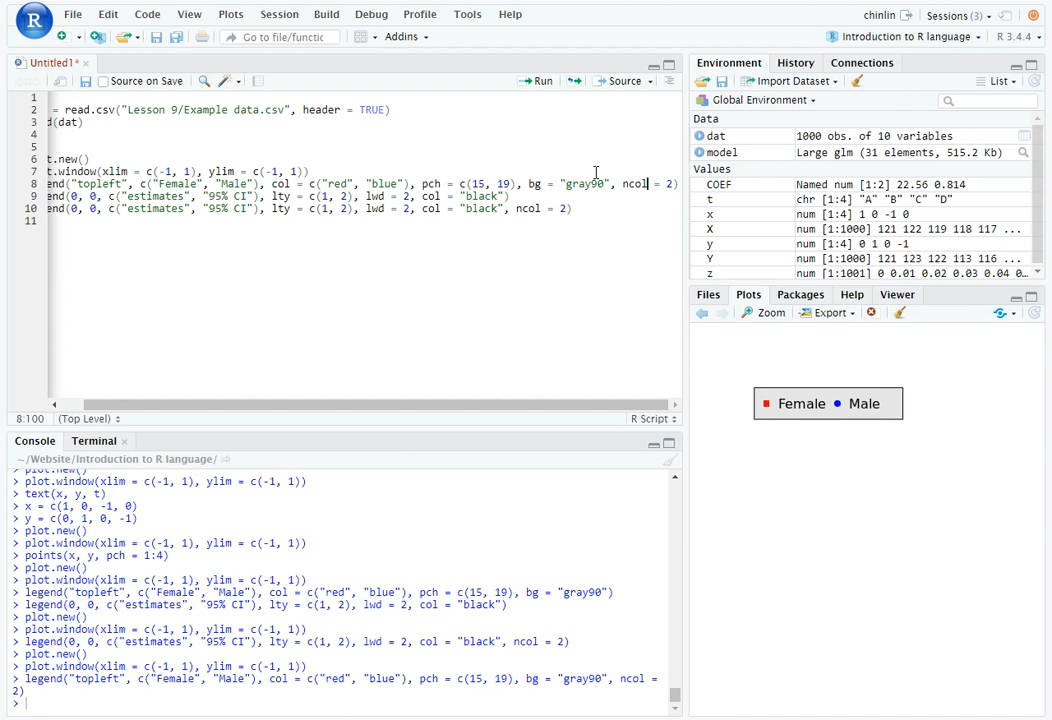 File Edit Code View Plots Session Build Debug Profile Tools Help
chinlin Sessions (3)
Go to file/functic Addins
Introduction to R language R 3.4.4
Untitled1*
Source on Save Run Source
1
2 = read.csv("Lesson 9/Example data.csv", header = TRUE)
3 d(dat)
4
5
6 t.new()
7 t.window(xlim = c(-1, 1), ylim = c(-1, 1))
8 end("topleft", c("Female", "Male"), col = c("red", "blue"), pch = c(15, 19), bg = "gray90", ncol = 2)
9 end(0, 0, c("estimates", "95% CI"), lty = c(1, 2), lwd = 2, col = "black")
10 end(0, 0, c("estimates", "95% CI"), lty = c(1, 2), lwd = 2, col = "black", ncol = 2)
11
8:100 (Top Level) R Script
Console Terminal
~/Website/Introduction to R language/
> plot.new()
> plot.window(xlim = c(-1, 1), ylim = c(-1, 1))
> text(x, y, t)
> x = c(1, 0, -1, 0)
> y = c(0, 1, 0, -1)
> plot.new()
> plot.window(xlim = c(-1, 1), ylim = c(-1, 1))
> points(x, y, pch = 1:4)
> plot.new()
> plot.window(xlim = c(-1, 1), ylim = c(-1, 1))
> legend("topleft", c("Female", "Male"), col = c("red", "blue"), pch = c(15, 19), bg = "gray90")
> legend(0, 0, c("estimates", "95% CI"), lty = c(1, 2), lwd = 2, col = "black")
> plot.new()
> plot.window(xlim = c(-1, 1), ylim = c(-1, 1))
> legend(0, 0, c("estimates", "95% CI"), lty = c(1, 2), lwd = 2, col = "black", ncol = 2)
> plot.new()
> plot.window(xlim = c(-1, 1), ylim = c(-1, 1))
> legend("topleft", c("Female", "Male"), col = c("red", "blue"), pch = c(15, 19), bg = "gray90", ncol =
2)
>
Environment History Connections
Import Dataset List
Global Environment
Data
dat 1000 obs. of 10 variables
model Large glm (31 elements, 515.2 Kb)
Values
COEF Named num [1:2] 22.56 0.814
t chr [1:4] "A" "B" "C" "D"
x num [1:4] 1 0 -1 0
X num [1:1000] 121 122 119 118 117 ...
y num [1:4] 0 1 0 -1
Y num [1:1000] 121 123 122 113 116 ...
z num [1:1001] 0 0.01 0.02 0.03 0.04 0...
Files Plots Packages Help Viewer
Zoom Export
Female Male